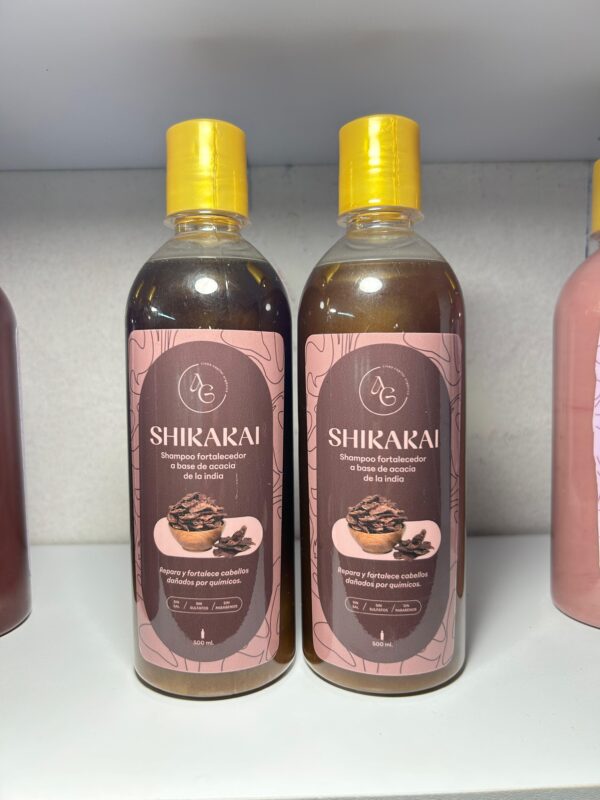 AG
SHIKAKAI
Shampoo fortalecedor
a base de acacia
de la india
Repara y fortalece cabellos
dañados por químicos.
SIN SAL / SIN SULFATOS / SIN PARABENOS
500 ml.
AG
SHIKAKAI
Shampoo fortalecedor
a base de acacia
de la india
Repara y fortalece cabellos
dañados por químicos.
SIN SAL / SIN SULFATOS / SIN PARABENOS
500 ml.